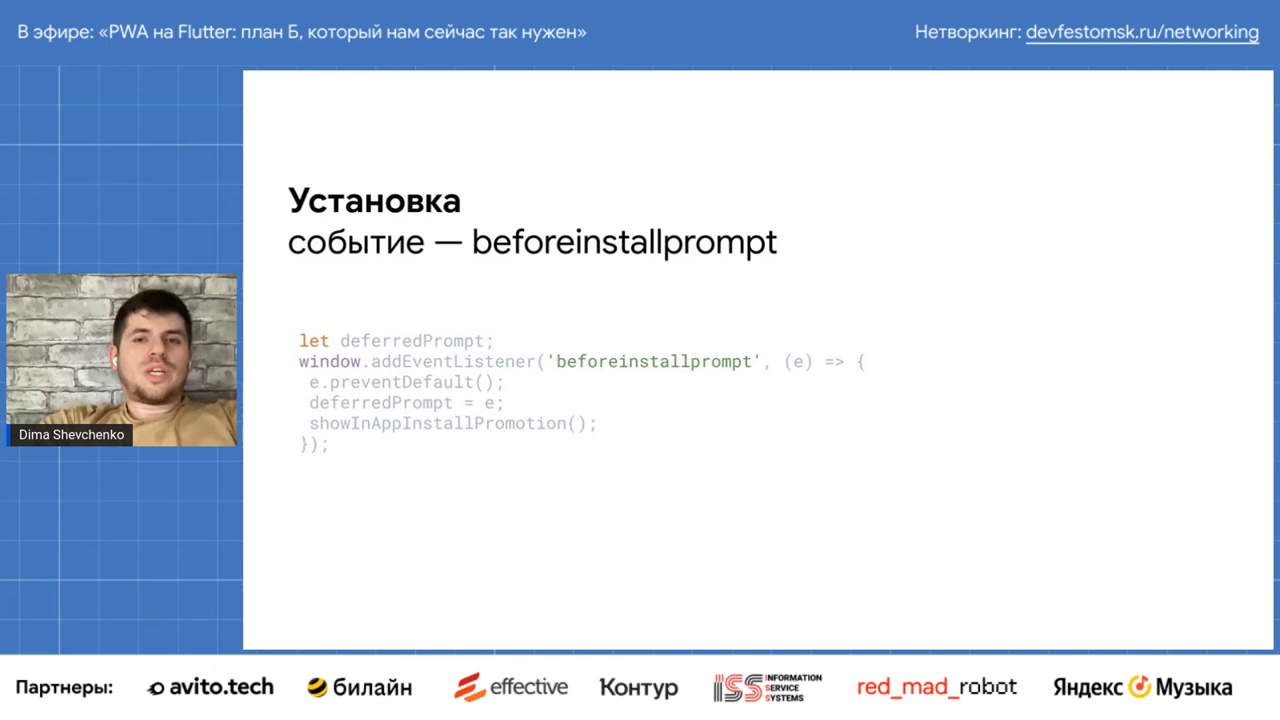 В эфире: «PWA на Flutter: план Б, который нам сейчас так нужен»
Нетворкинг: devfestomsk.ru/networking
Установка
событие — beforeinstallprompt
let deferredPrompt;
window.addEventListener('beforeinstallprompt', (e) => {
e.preventDefault();
deferredPrompt = e;
showInAppInstallPromotion();
});
Dima Shevchenko
Партнеры:
avito.tech
билайн
effective
Контур
ISS INFORMATION
SERVICE
SYSTEMS
red_mad_robot
Яндекс Музыка